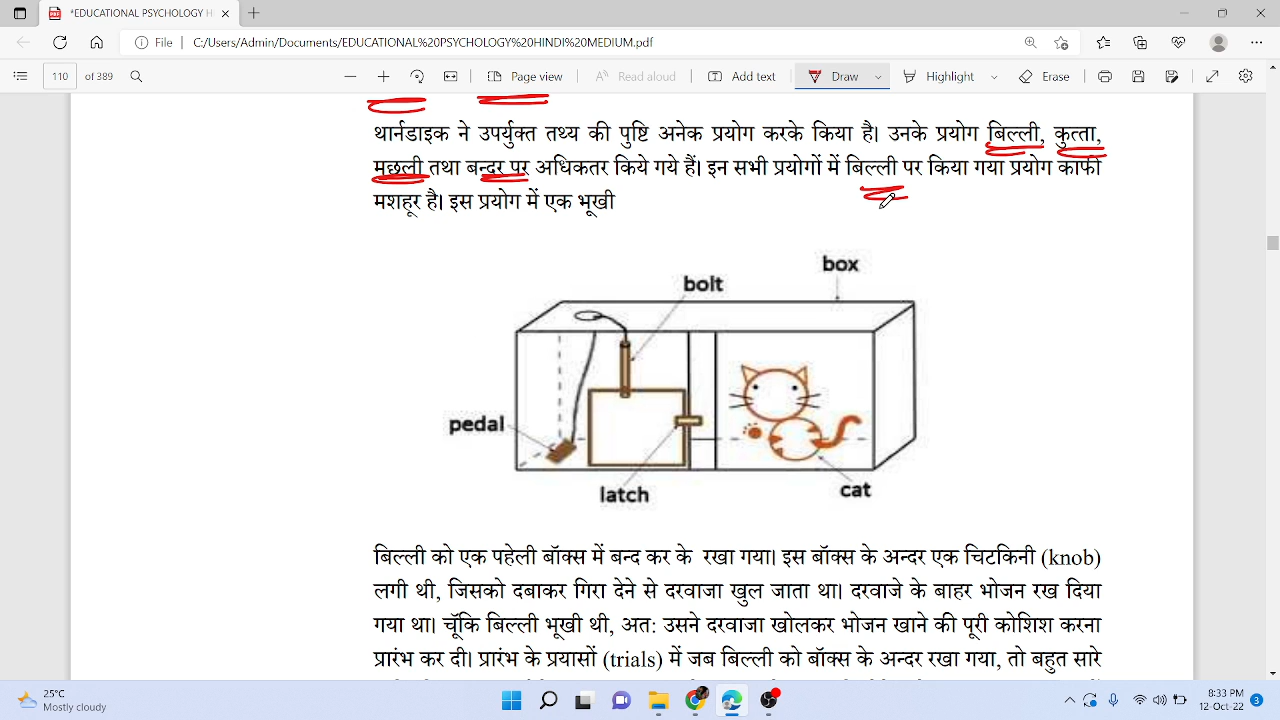 *EDUCATIONAL PSYCHOLOGY H
File
C:/Users/Admin/Documents/EDUCATIONAL%20PSYCHOLOGY%20HINDI%20MEDIUM.pdf
110 of 389
Page view
Read aloud
Add text
Draw
Highlight
Erase
थार्नडाइक ने उपर्युक्त तथ्य की पुष्टि अनेक प्रयोग करके किया है। उनके प्रयोग बिल्ली, कुत्ता,
मछली तथा बन्दर पर अधिकतर किये गये हैं। इन सभी प्रयोगों में बिल्ली पर किया गया प्रयोग काफी
मशहूर है। इस प्रयोग में एक भूखी
box
bolt
pedal
latch
cat
बिल्ली को एक पहेली बॉक्स में बन्द कर के रखा गया। इस बॉक्स के अन्दर एक चिटकिनी (knob)
लगी थी, जिसको दबाकर गिरा देने से दरवाजा खुल जाता था। दरवाजे के बाहर भोजन रख दिया
गया था। चूॅंकि बिल्ली भूखी थी, अत: उसने दरवाजा खोलकर भोजन खाने की पूरी कोशिश करना
प्रारंभ कर दी। प्रारंभ के प्रयासों (trials) में जब बिल्ली को बॉक्स के अन्दर रखा गया, तो बहुत सारे
25°C
Mostly cloudy
8:33 PM
12-Oct-22
3